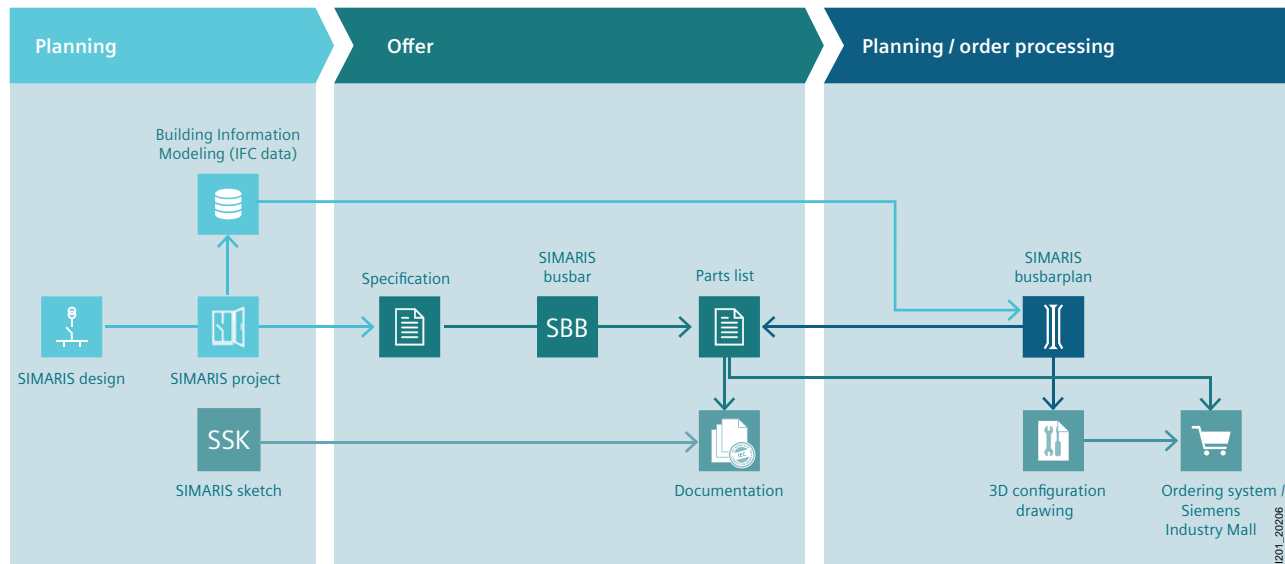 Planning
Offer
Planning / order processing
Building Information
Modeling (IFC data)
SIMARIS
busbar
SIMARIS
busbarplan
Specification
Parts list
SBB
SIMARIS design
SIMARIS project
SSK
IEC
SIMARIS sketch
Documentation
3D configuration
drawing
Ordering system /
Siemens
Industry Mall
I201_20206